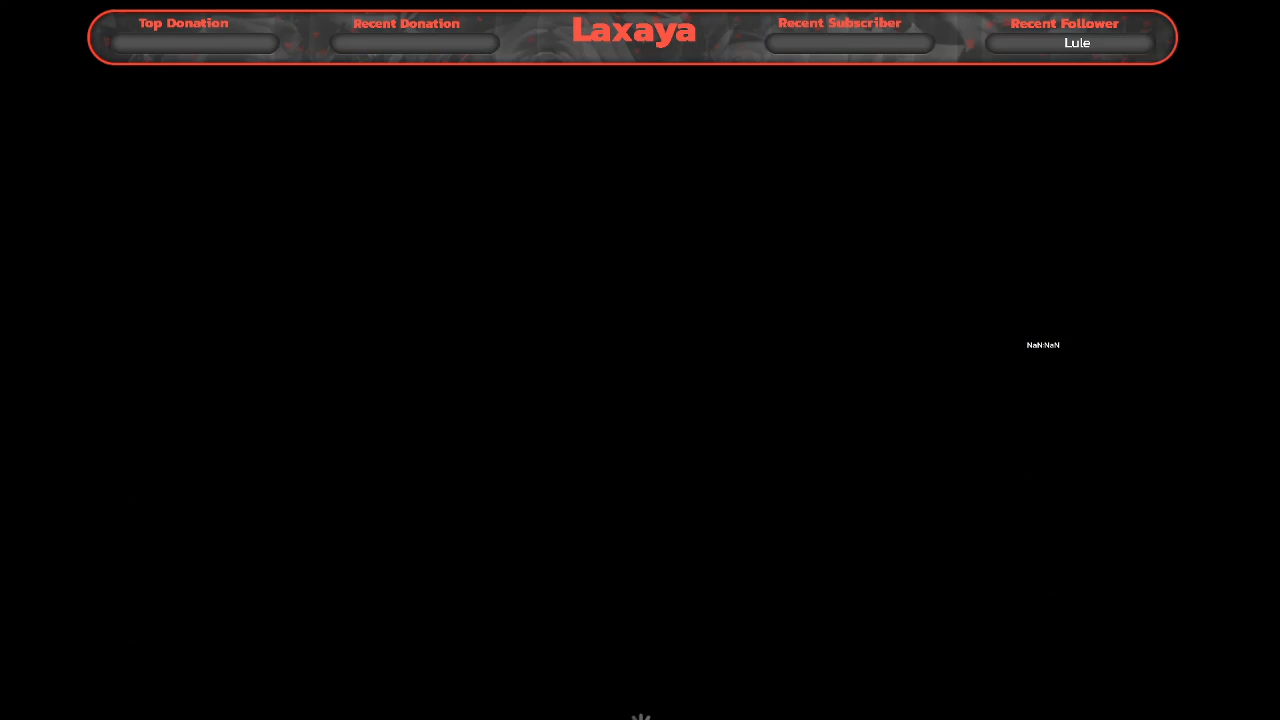 Top Donation
Recent Donation
Laxaya
Recent Subscriber
Recent Follower
Lule
NaN:NaN